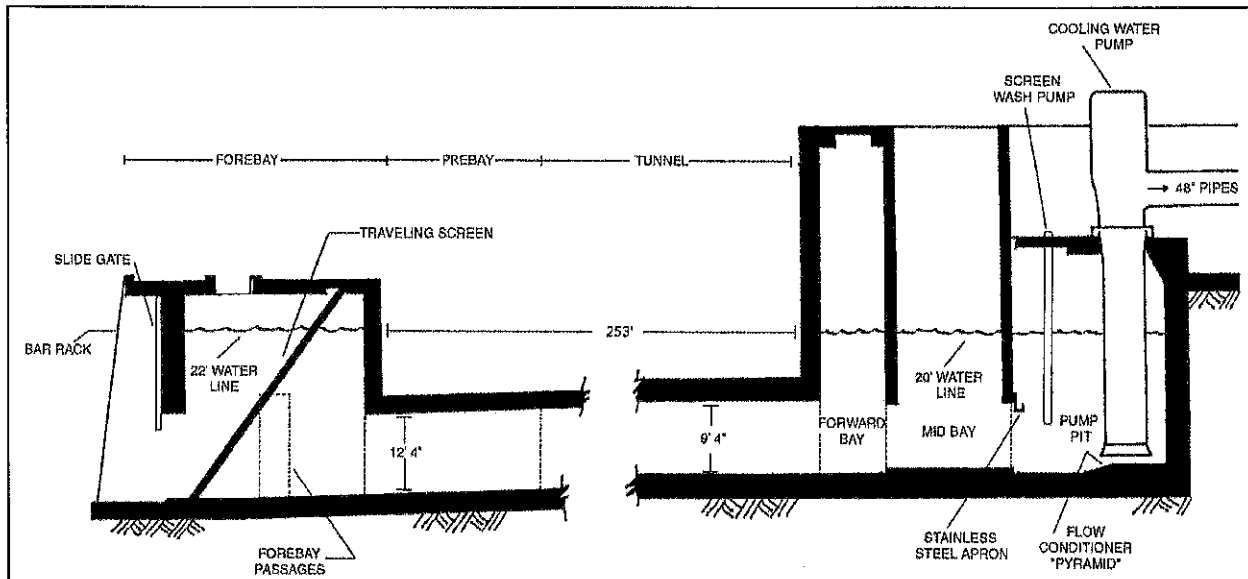 COOLING WATER
PUMP
SCREEN
WASH PUMP
FOREBAY
PREBAY
TUNNEL
48" PIPES
TRAVELING SCREEN
SLIDE GATE
BAR RACK
22' WATER
LINE
253'
20' WATER
LINE
12' 4"
9' 4"
FORWARD
BAY
MID BAY
PUMP
PIT
FOREBAY
PASSAGES
STAINLESS
STEEL APRON
FLOW
CONDITIONER
"PYRAMID"